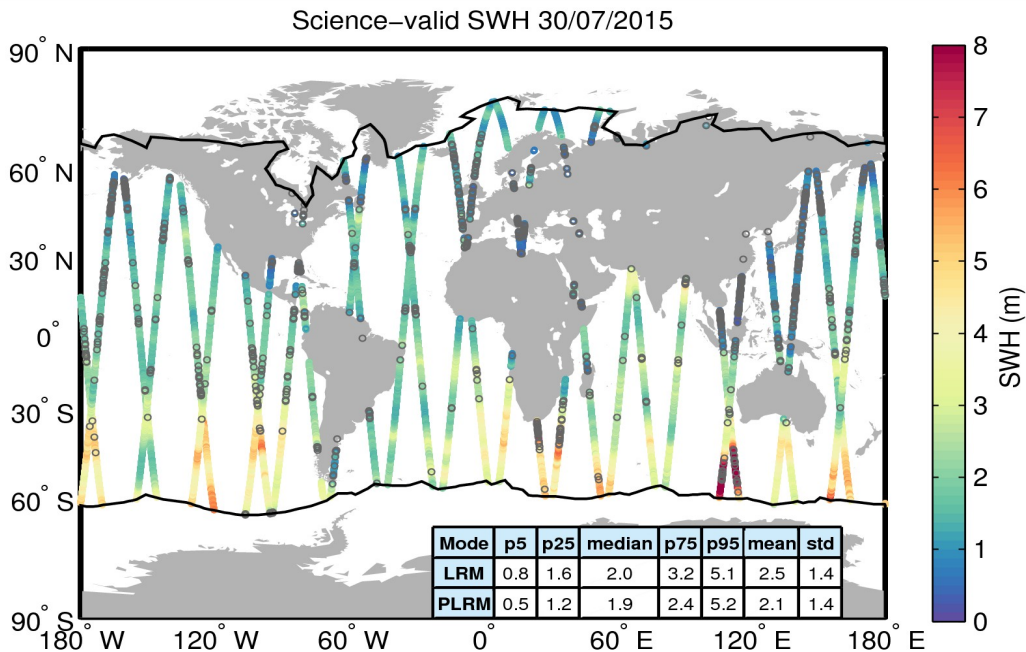 Science−valid SWH 30/07/2015
90° N
60° N
30° N
0°
30° S
60° S
90° S
180° W 120° W 60° W 0° 60° E 120° E 180° E
Mode p5 p25 median p75 p95 mean std
LRM 0.8 1.6 2.0 3.2 5.1 2.5 1.4
PLRM 0.5 1.2 1.9 2.4 5.2 2.1 1.4
8
7
6
5
4
3
2
1
0
SWH (m)